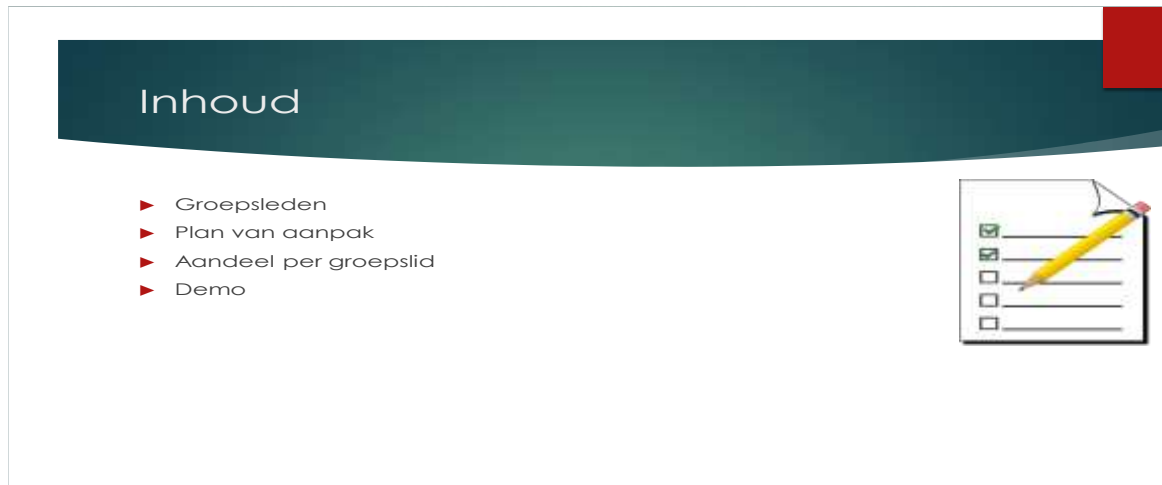 Inhoud
Groepsleden
Plan van aanpak
Aandeel per groepslid
Demo